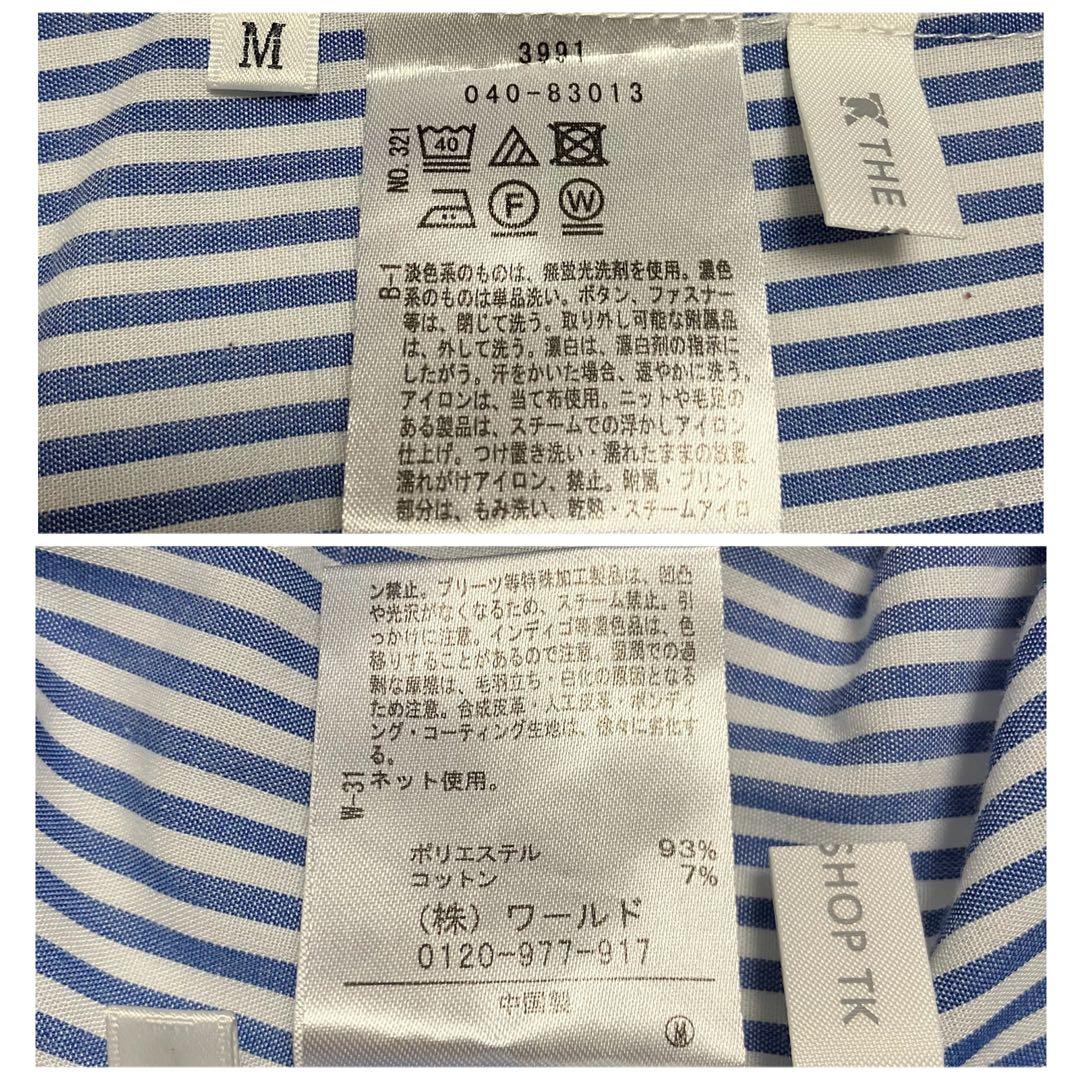 M
3991
040-83013
NO.321
40
F
W
B-1
淡色系のものは、無蛍光洗剤を使用。濃色
系のものは単品洗い。ボタン、ファスナー
等は、閉じて洗う。取り外し可能な附属品
は、外して洗う。漂白は、漂白剤の指示に
したがう。汗をかいた場合、速やかに洗う。
アイロンは、当て布使用。ニットや毛足の
ある製品は、スチームでの浮かしアイロン
仕上げ。つけ置き洗い・濡れたままの放置、
濡れがけアイロン、禁止。附属・プリント
部分は、もみ洗い、乾熱・スチームアイロ
THE
ン禁止。プリーツ等特殊加工製品は、凹凸
や光沢がなくなるため、スチーム禁止。引
っかけに注意。インディゴ等濃色品は、色
移りすることがあるので注意。着用での過
剰な摩擦は、毛羽立ち・白化の原因となる
ため注意。合成皮革・人工皮革・ボンディ
ング・コーティング生地は、徐々に劣化す
る。
W-31
ネット使用。
ポリエステル 93%
コットン 7%
(株)ワールド
0120-977-917
中国製
M
SHOP TK